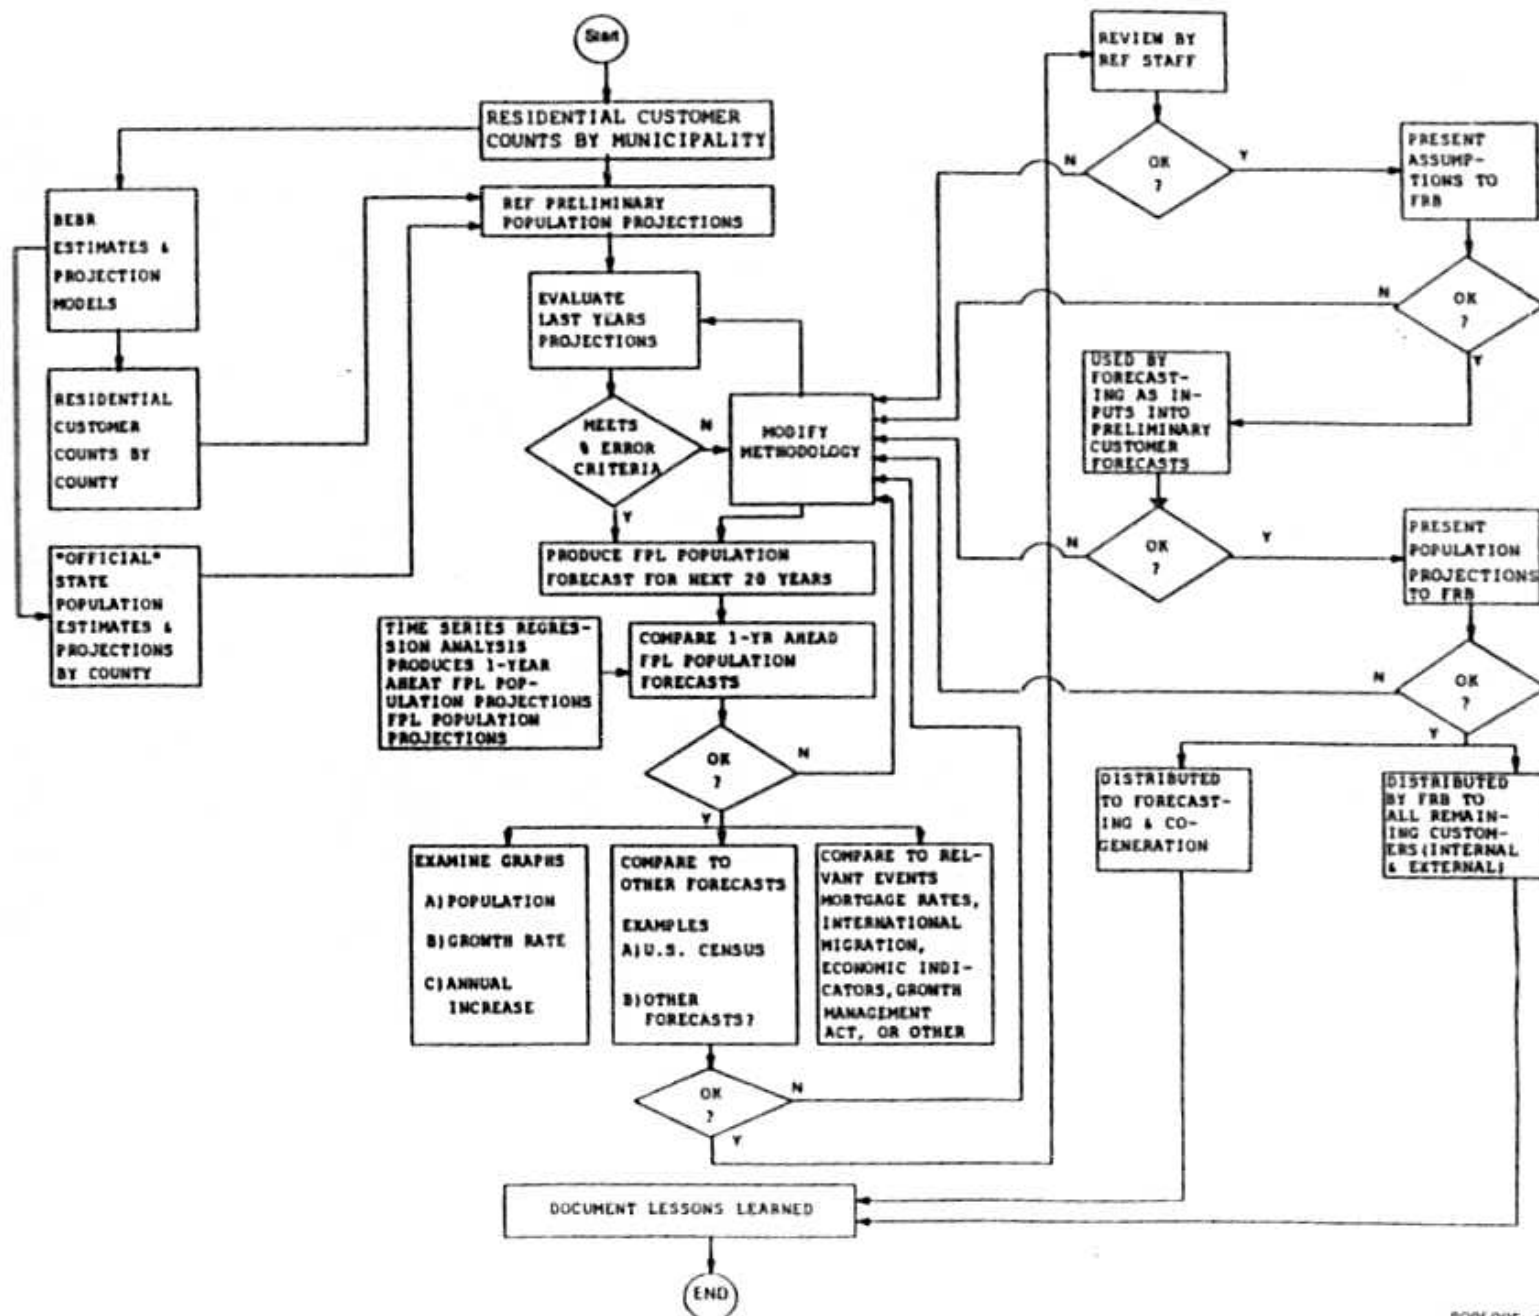 Start
RESIDENTIAL CUSTOMER
COUNTS BY MUNICIPALITY
REF PRELIMINARY
POPULATION PROJECTIONS
BEBR
ESTIMATES &
PROJECTION
MODELS
RESIDENTIAL
CUSTOMER
COUNTS BY
COUNTY
"OFFICIAL"
STATE
POPULATION
ESTIMATES &
PROJECTIONS
BY COUNTY
EVALUATE
LAST YEARS
PROJECTIONS
MEETS
% ERROR
CRITERIA
N
Y
MODIFY
METHODOLOGY
PRODUCE FPL POPULATION
FORECAST FOR NEXT 20 YEARS
TIME SERIES REGRES-
SION ANALYSIS
PRODUCES 1-YEAR
AHEAT FPL POP-
ULATION PROJECTIONS
FPL POPULATION
PROJECTIONS
COMPARE 1-YR AHEAD
FPL POPULATION
FORECASTS
OK
?
N
Y
EXAMINE GRAPHS
A)POPULATION
B)GROWTH RATE
C)ANNUAL
INCREASE
COMPARE TO
OTHER FORECASTS
EXAMPLES
A)U.S. CENSUS
B)OTHER
FORECASTS?
COMPARE TO REL-
VANT EVENTS
MORTGAGE RATES,
INTERNATIONAL
MIGRATION,
ECONOMIC INDI-
CATORS,GROWTH
MANAGEMENT
ACT, OR OTHER
OK
?
N
Y
REVIEW BY
REF STAFF
OK
?
N
Y
PRESENT
ASSUMP-
TIONS TO
FRB
OK
?
N
Y
USED BY
FORECAST-
ING AS IN-
PUTS INTO
PRELIMINARY
CUSTOMER
FORECASTS
OK
?
N
Y
PRESENT
POPULATION
PROJECTIONS
TO FRB
OK
?
N
Y
DISTRIBUTED
TO FORECAST-
ING & CO-
GENERATION
DISTRIBUTED
BY FRB TO
ALL REMAIN-
ING CUSTOM-
ERS(INTERNAL
& EXTERNAL)
DOCUMENT LESSONS LEARNED
END